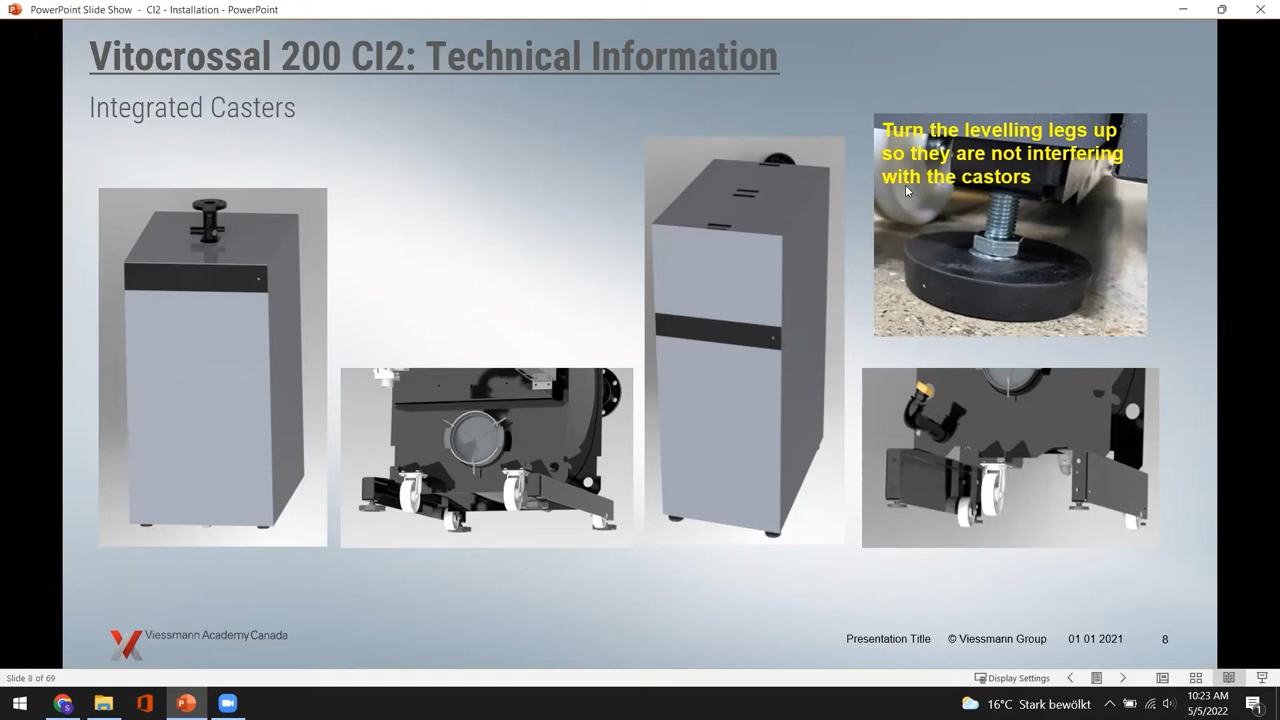 PowerPoint Slide Show - CI2 - Installation - PowerPoint
Vitocrossal 200 CI2: Technical Information
Integrated Casters
Turn the levelling legs up
so they are not interfering
with the castors
Viessmann Academy Canada
Presentation Title © Viessmann Group 01 01 2021 8
Slide 8 of 69
Display Settings
16°C Stark bewölkt
10:23 AM
5/5/2022
1